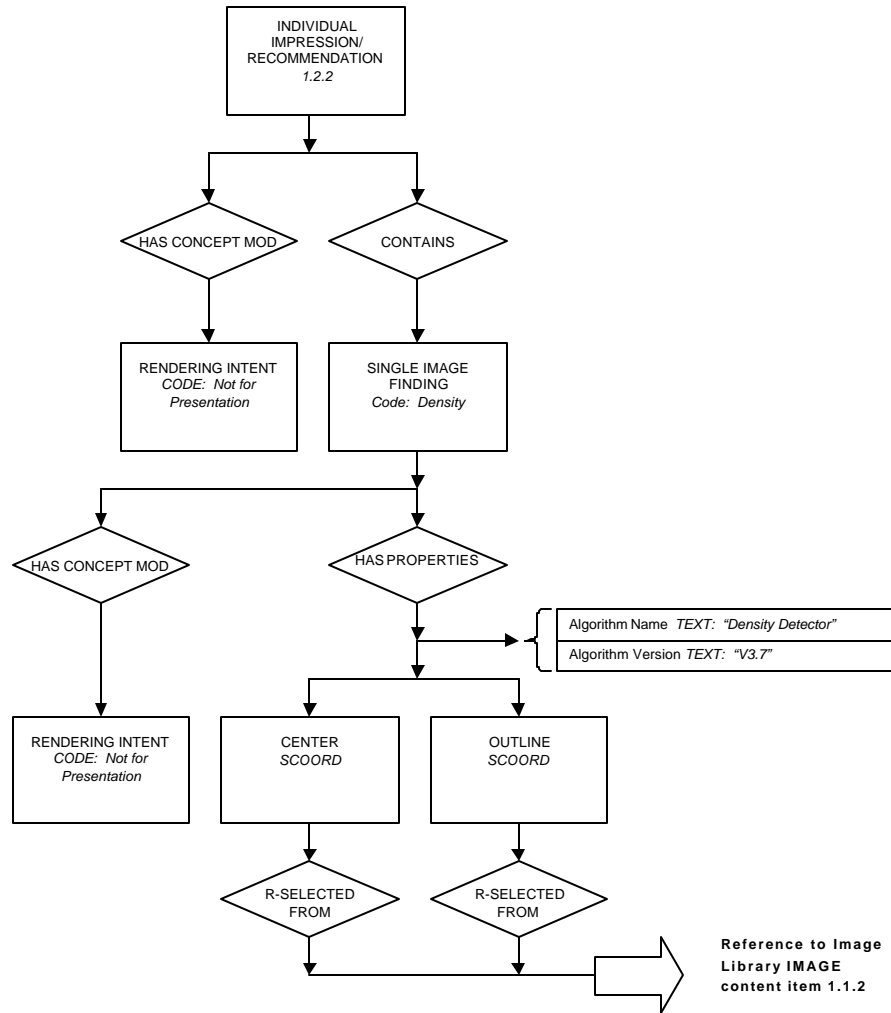 INDIVIDUAL
IMPRESSION/
RECOMMENDATION
1.2.2
HAS CONCEPT MOD
CONTAINS
RENDERING INTENT
CODE:  Not for
Presentation
SINGLE IMAGE
FINDING
Code:  Density
HAS CONCEPT MOD
HAS PROPERTIES
Algorithm Name  TEXT:  “Density Detector”
Algorithm Version TEXT:  “V3.7”
RENDERING INTENT
CODE:  Not for
Presentation
CENTER
SCOORD
OUTLINE
SCOORD
R-SELECTED
FROM
R-SELECTED
FROM
Reference to Image
Library IMAGE
content item 1.1.2